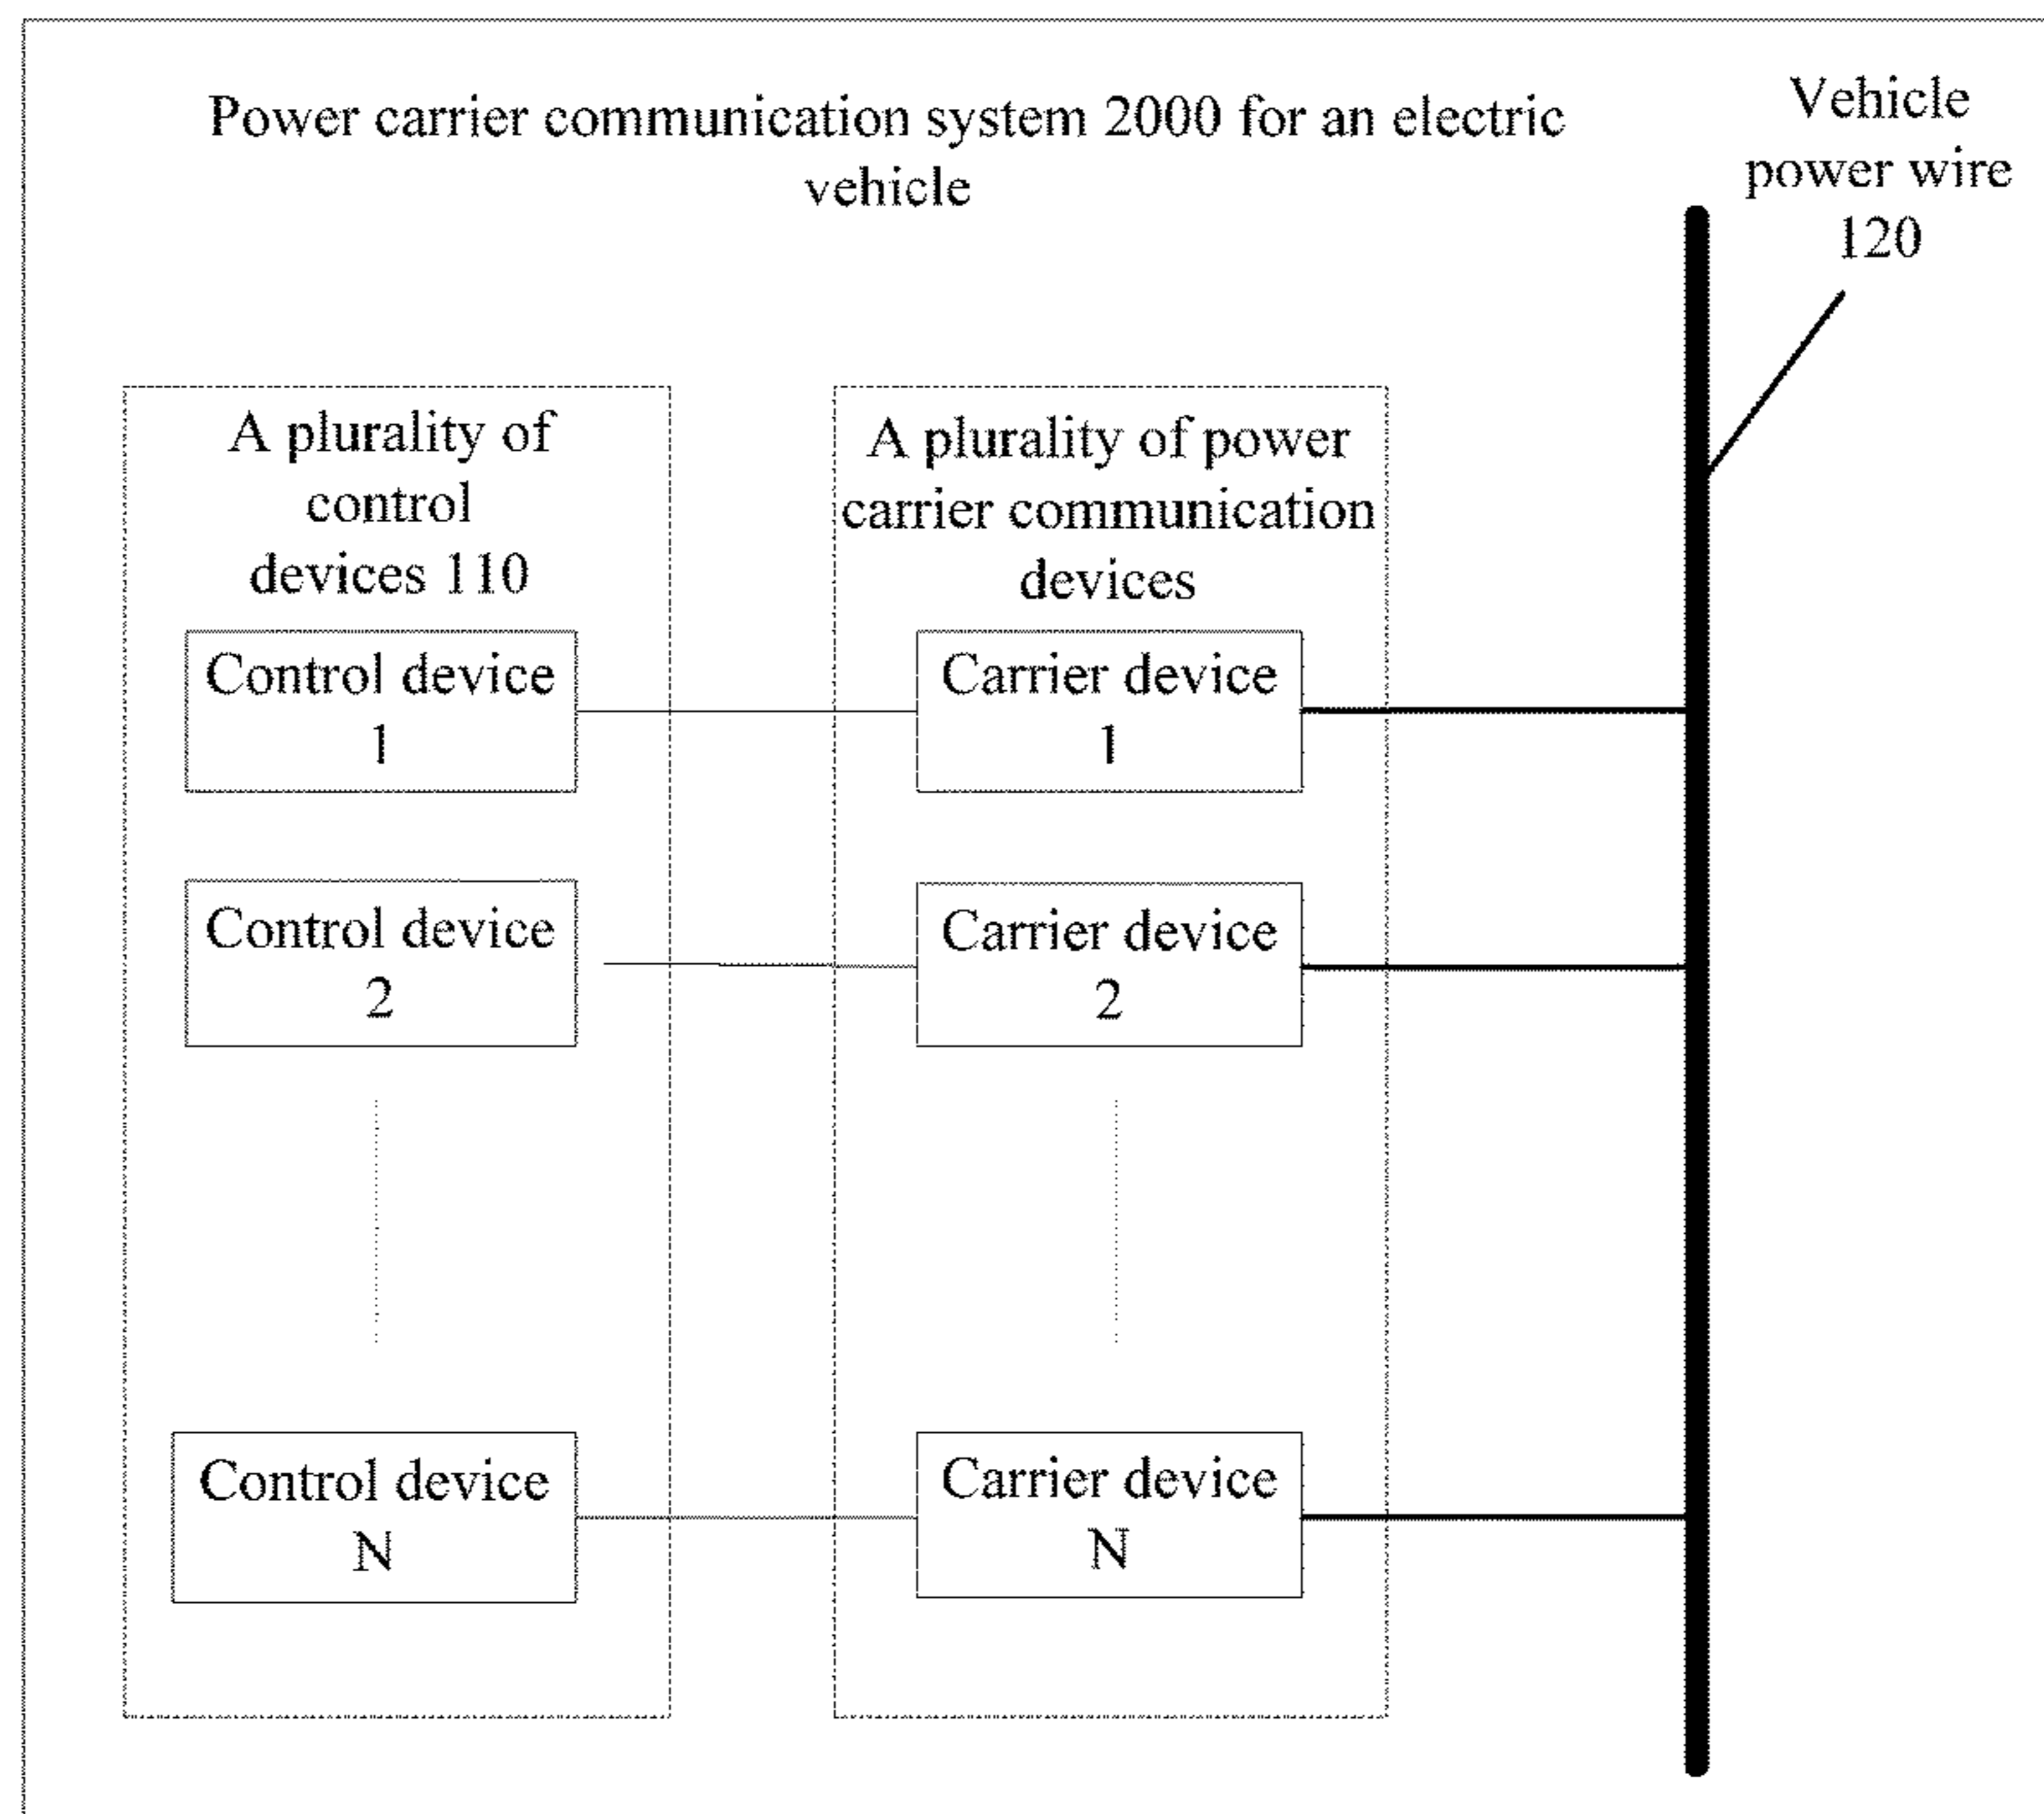 Power carrier communication system 2000 for an electric
vehicle
Vehicle
power wire
120
A plurality of
control
devices 110
A plurality of power
carrier communication
devices
Control device
1
Carrier device
1
Control device
2
Carrier device
2
Control device
N
Carrier device
N